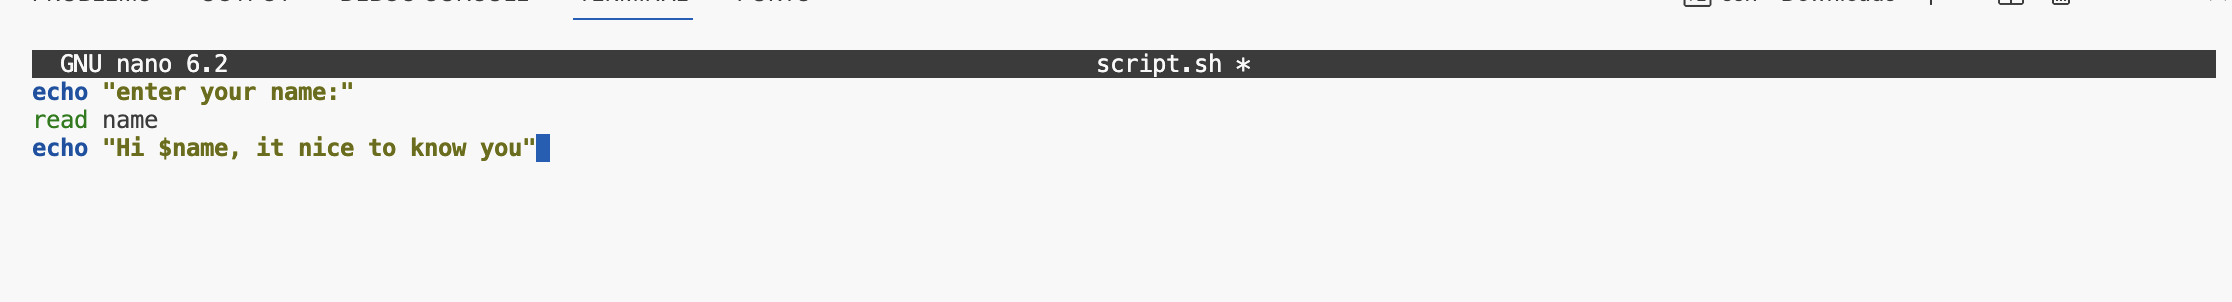 TERMINAL
GNU nano 6.2 script.sh *
echo "enter your name:"
read name
echo "Hi $name, it nice to know you"